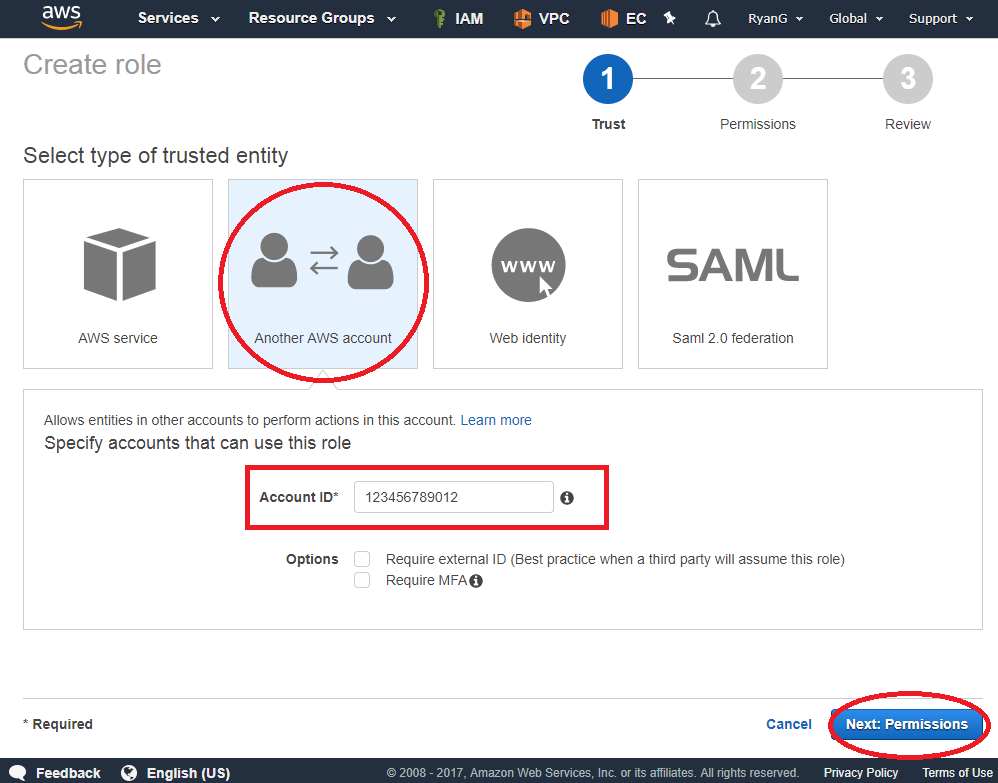 aws Services Resource Groups IAM VPC EC RyanG Global Support
Create role
1 2 3
Trust Permissions Review
Select type of trusted entity
www SAML
AWS service Another AWS account Web identity Saml 2.0 federation
Allows entities in other accounts to perform actions in this account. Learn more
Specify accounts that can use this role
Account ID* 123456789012
Options Require external ID (Best practice when a third party will assume this role)
Require MFA
* Required Cancel Next: Permissions
Feedback English (US) © 2008 - 2017, Amazon Web Services, Inc. or its affiliates. All rights reserved. Privacy Policy Terms of Use